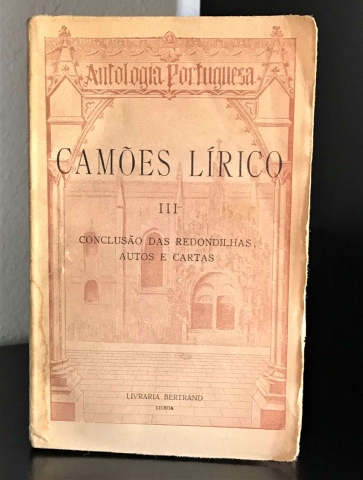 Antologia Portuguesa
CAMÕES LÍRICO
III
CONCLUSÃO DAS REDONDILHAS;
AUTOS E CARTAS
LIVRARIA BERTRAND
LISBOA